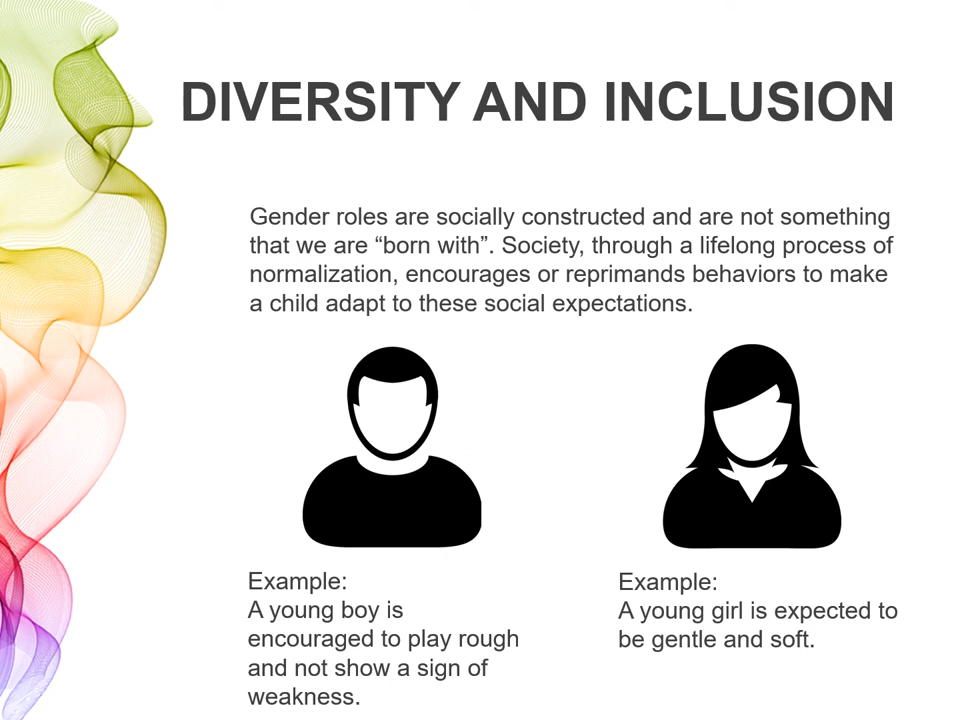 DIVERSITY AND INCLUSION
Gender roles are socially constructed and are not something
that we are “born with”. Society, through a lifelong process of
normalization, encourages or reprimands behaviors to make
a child adapt to these social expectations.
Example:
A young boy is
encouraged to play rough
and not show a sign of
weakness.
Example:
A young girl is expected to
be gentle and soft.